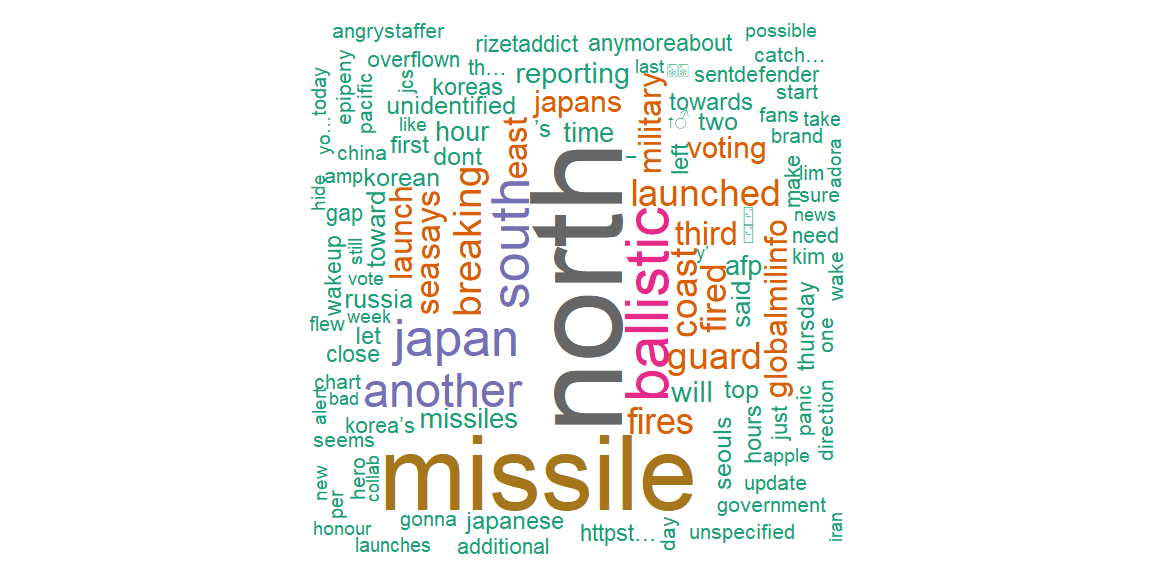 angrystaffer
possible
rizetaddict
anymoreabout
catch…
overflown
th…
reporting
last
sentdefender
yo…today
epipeny
pacific
jcs
koreas
start
unidentified
japans
military
towards
like
hour
's
time
two
fans
take
first
east
–
left
voting
brand
china
dont
adora
hide
amp
korean
north
launched
make
lim
sure
gap
toward
launch
seasays
breaking
south
ballistic
third
news
need
wakeup
still
vote
coast
y’
afp
globalmilinfo
kim
wake
russia
fired
said
flew
week
thursday
one
let
japan
close
guard
chart
another
will
top
alert
bad
panic
direction
korea’s
missiles
fires
just
seems
seouls
hours
apple
new
per
hero
collab
missile
update
honour
gonna
japanese
httpst…
day
government
unspecified
iran
launches
additional